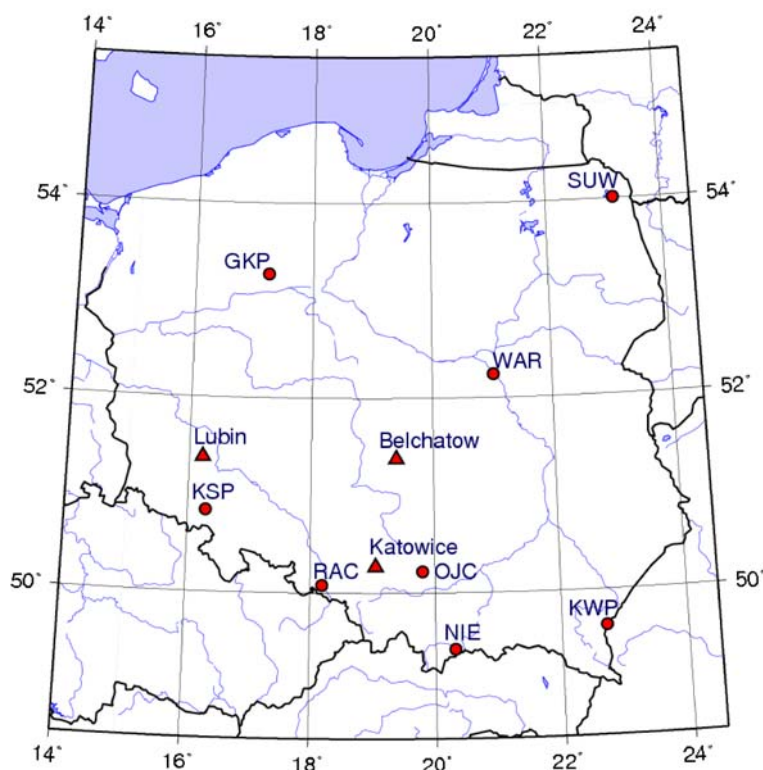 14˚ 16˚ 18˚ 20˚ 22˚ 24˚
SUW
54˚ 54˚
GKP
WAR
52˚ 52˚
Lubin Belchatow
KSP
Katowice
RAC OJC
50˚ 50˚
KWP
NIE
14˚ 16˚ 18˚ 20˚ 22˚ 24˚